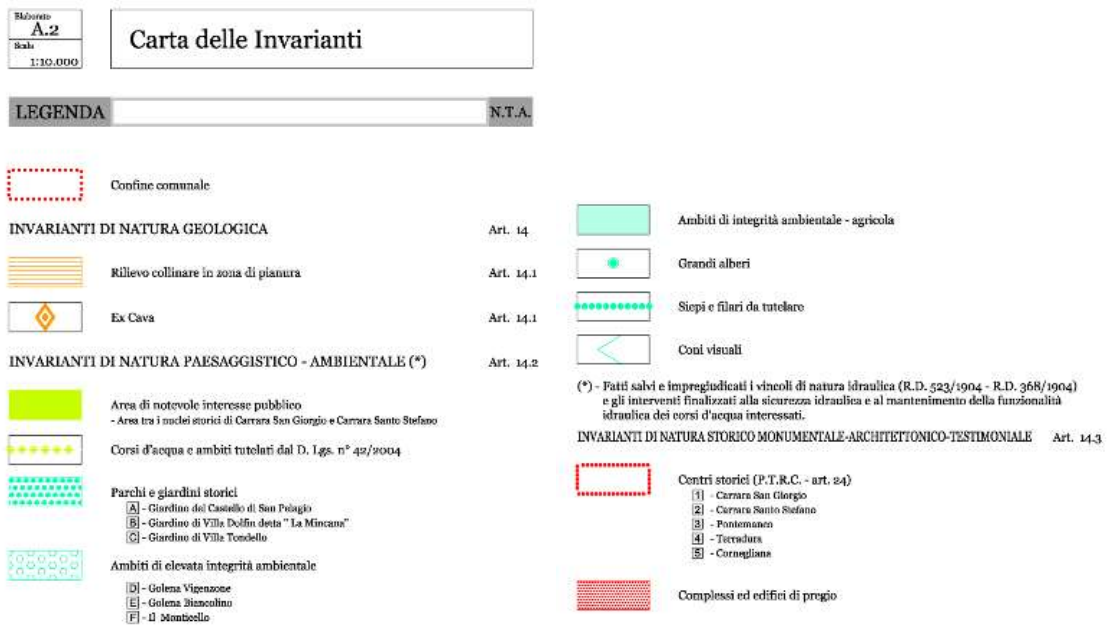 Elaborato
A.2
Scala
1:10.000
Carta delle Invarianti
LEGENDA N.T.A.
Confine comunale
INVARIANTI DI NATURA GEOLOGICA Art. 14
Rilievo collinare in zona di pianura Art. 14.1
Ex Cava Art. 14.1
INVARIANTI DI NATURA PAESAGGISTICO - AMBIENTALE (*) Art. 14.2
Area di notevole interesse pubblico
- Area tra i nuclei storici di Carrara San Giorgio e Carrara Santo Stefano
Corsi d'acqua e ambiti tutelati dal D. Lgs. n° 42/2004
Parchi e giardini storici
A - Giardino del Castello di San Pelagio
B - Giardino di Villa Dolfin detta " La Mincana"
C - Giardino di Villa Tondello
Ambiti di elevata integrità ambientale
D - Golena Vigenzone
E - Golena Biancolino
F - Il Monticello
Ambiti di integrità ambientale - agricola
Grandi alberi
Siepi e filari da tutelare
Coni visuali
(*) - Fatti salvi e impregiudicati i vincoli di natura idraulica (R.D. 523/1904 - R.D. 368/1904)
e gli interventi finalizzati alla sicurezza idraulica e al mantenimento della funzionalità
idraulica dei corsi d'acqua interessati.
INVARIANTI DI NATURA STORICO MONUMENTALE-ARCHITETTONICO-TESTIMONIALE Art. 14.3
Centri storici (P.T.R.C. - art. 24)
1 - Carrara San Giorgio
2 - Carrara Santo Stefano
3 - Pontemanco
4 - Terradura
5 - Cornegliana
Complessi ed edifici di pregio